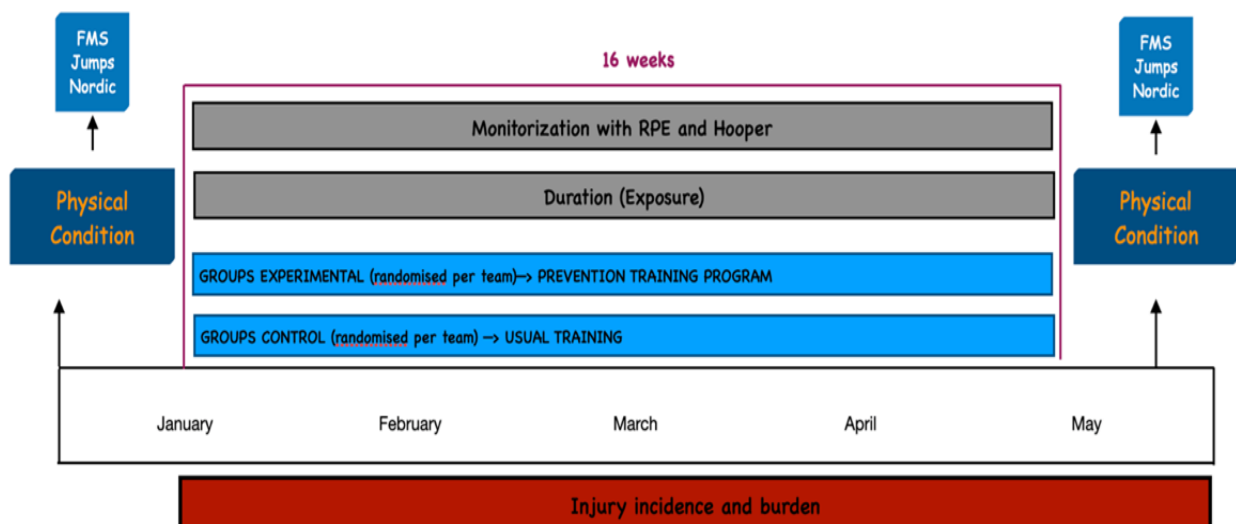 FMS
Jumps
Nordic
FMS
Jumps
Nordic
16 weeks
Monitorization with RPE and Hooper
Physical
Condition
Duration (Exposure)
Physical
Condition
GROUPS EXPERIMENTAL (randomised per team)—> PREVENTION TRAINING PROGRAM
GROUPS CONTROL (randomised per team) —> USUAL TRAINING
January
February
March
April
May
Injury incidence and burden